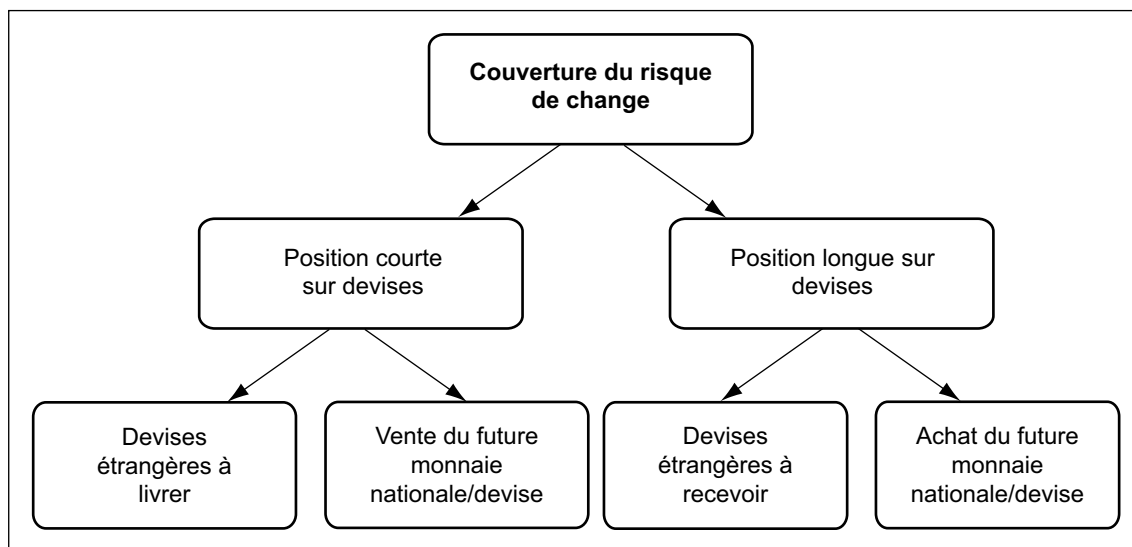 Couverture du risque
de change
Position courte
sur devises
Position longue sur
devises
Devises
étrangères à
livrer
Vente du future
monnaie
nationale/devise
Devises
étrangères à
recevoir
Achat du future
monnaie
nationale/devise